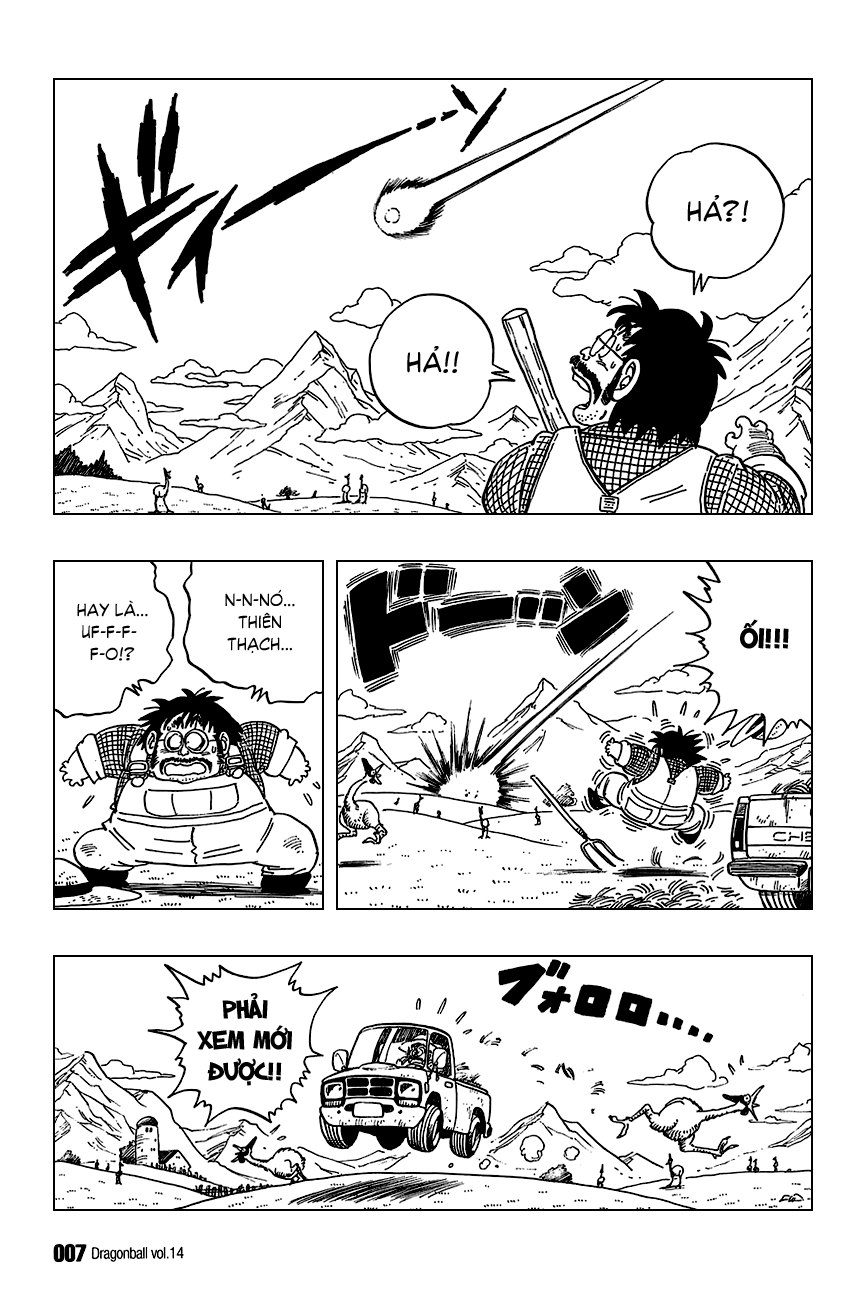 ギィーーン
HẢ?!
HẢ!!
ドーーン
ỐI!!!
N-N-NÓ...
THIÊN
THẠCH...
HAY LÀ...
UF-F-F-
F-O!?
CHE
ブォロロ....
PHẢI
XEM MỚI
ĐƯỢC!!
007 Dragonball vol.14